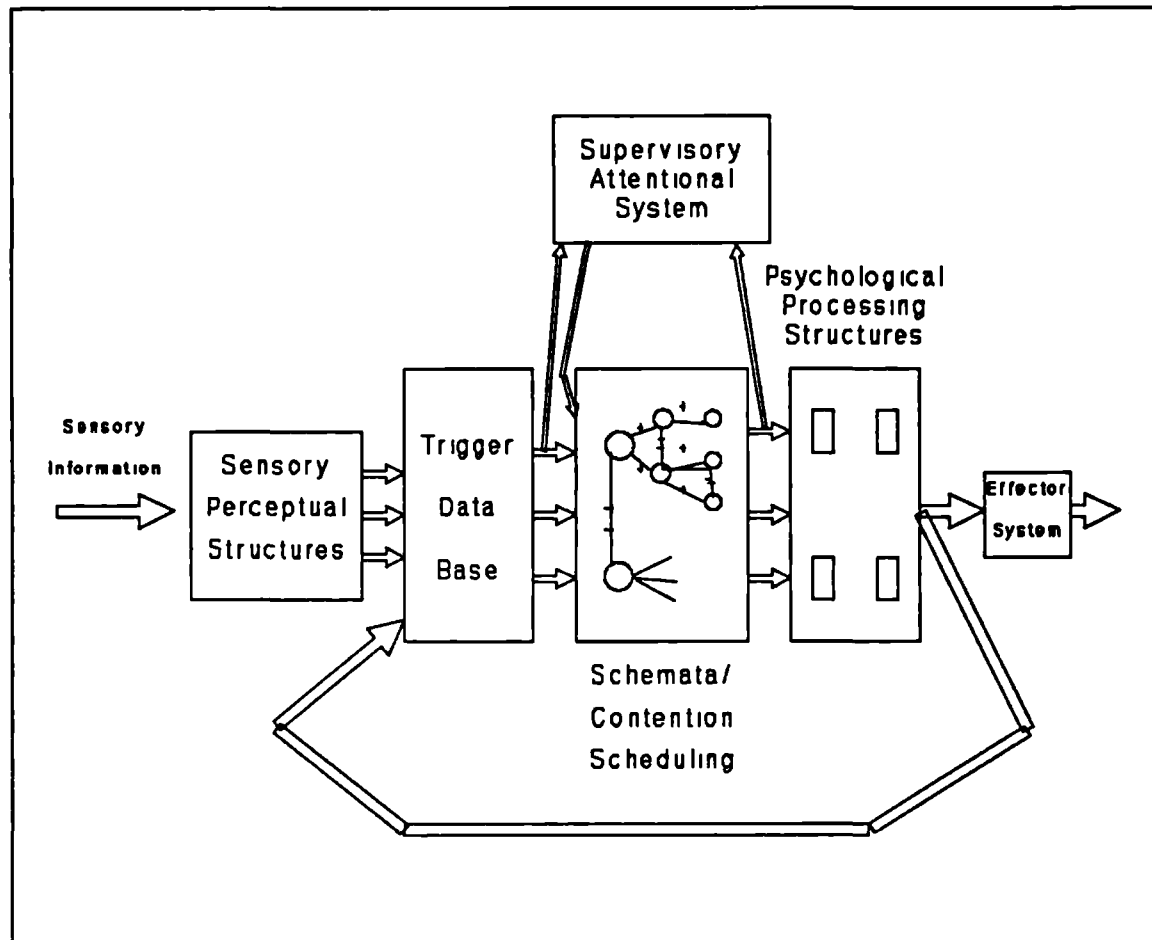 Supervisory
Attentional
System
Psychological
Processing
Structures
Sensory
Information
Sensory
Perceptual
Structures
Trigger
Data
Base
Effector
System
Schemata/
Contention
Scheduling